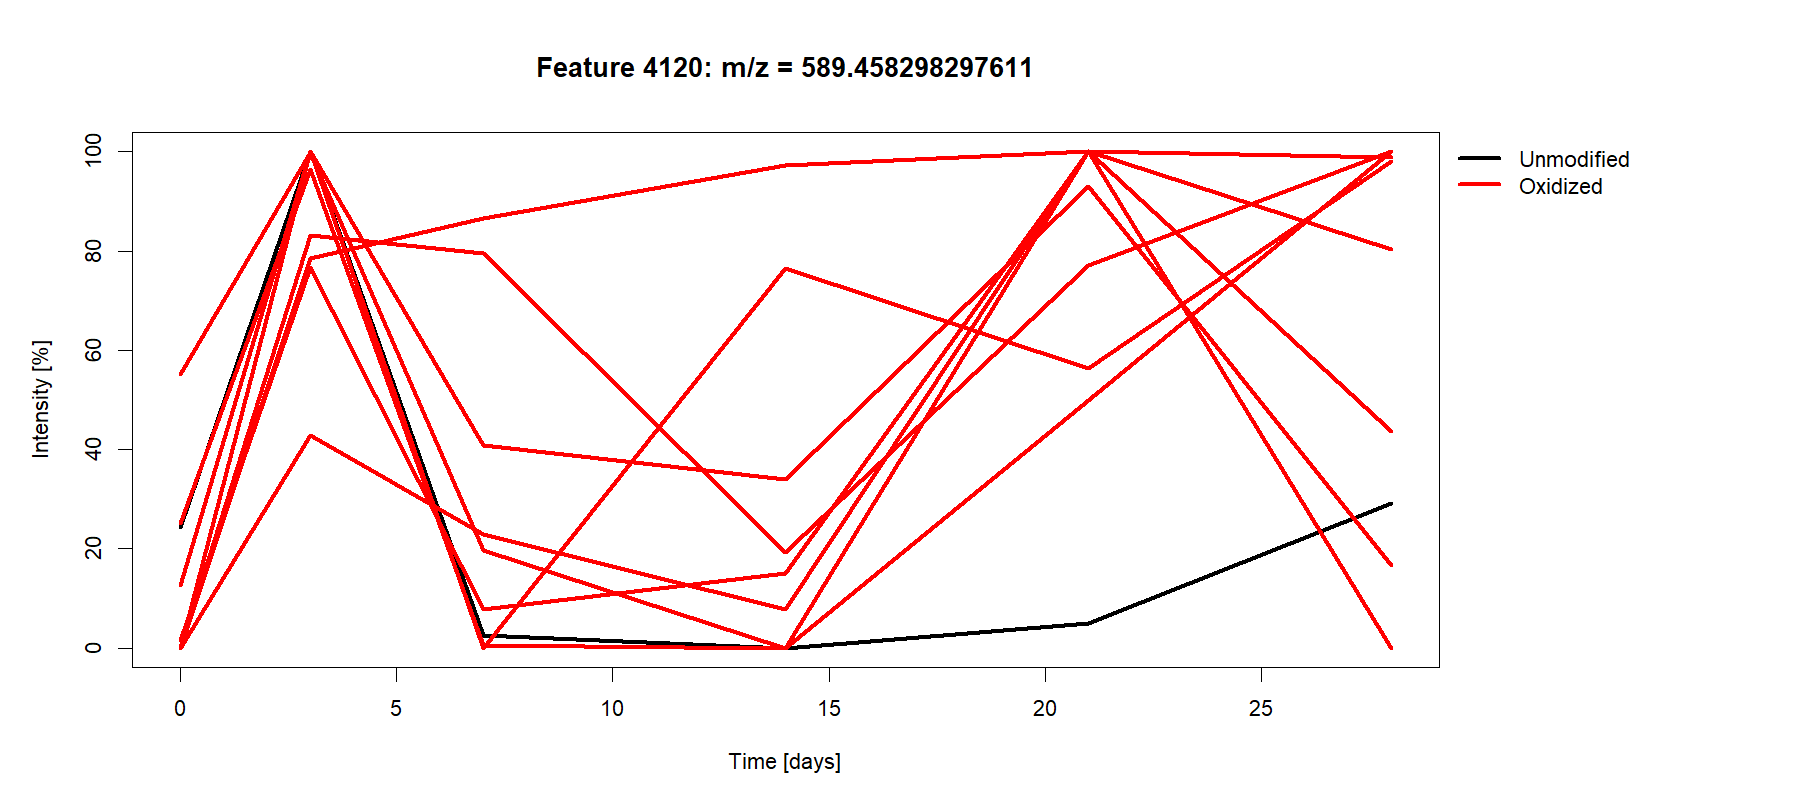 Feature 4120: m/z = 589.458298297611
Unmodified
Oxidized
Intensity [%]
100
80
60
40
20
0
0 5 10 15 20 25
Time [days]